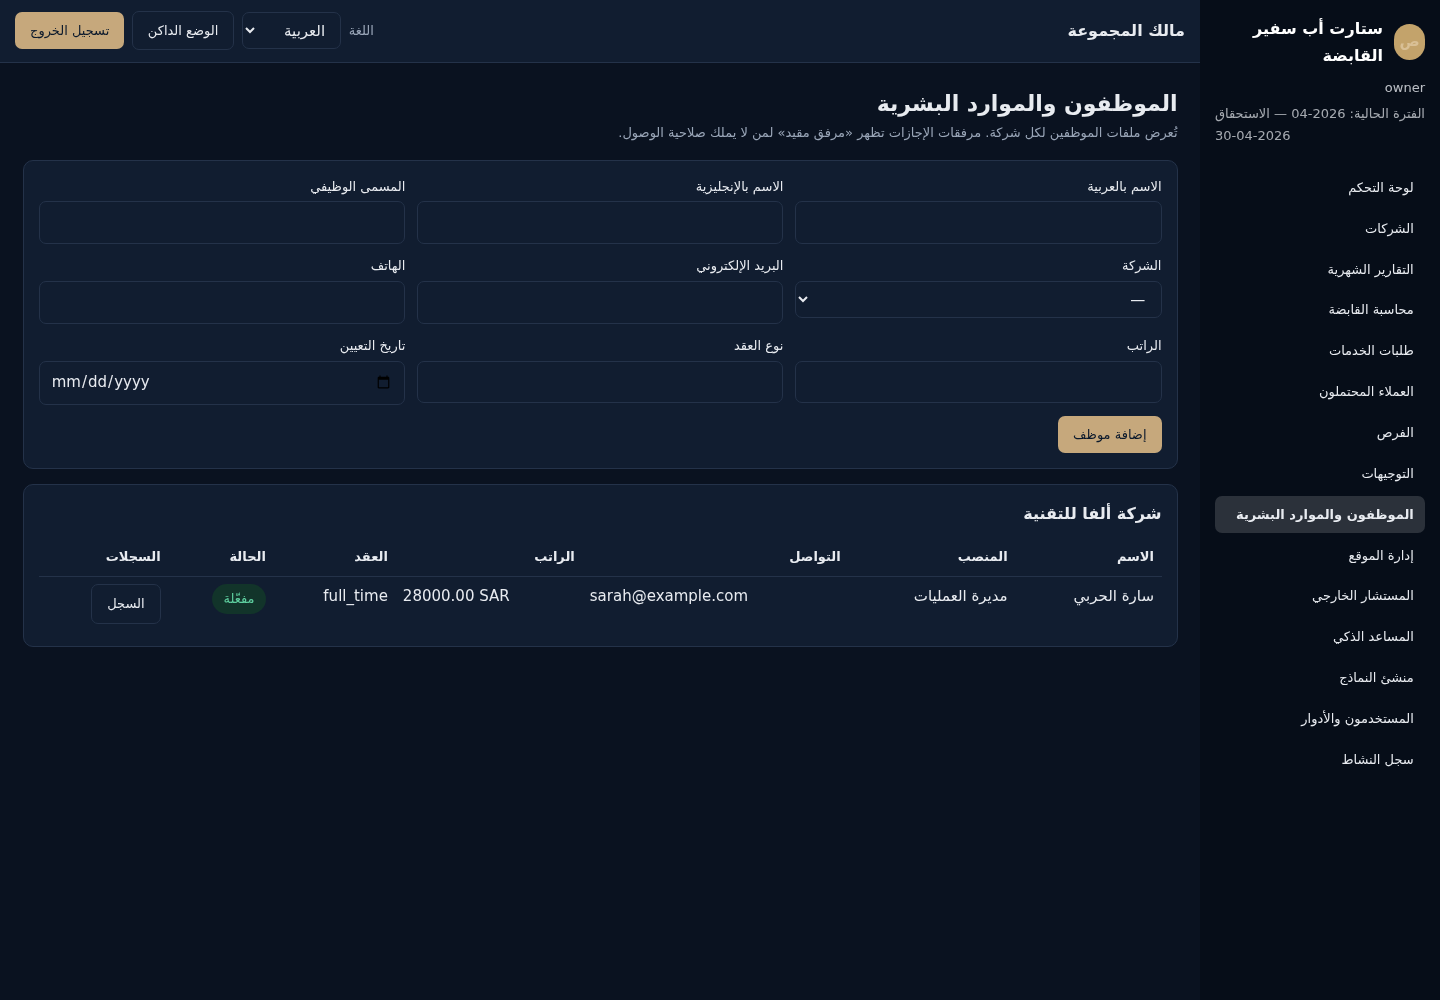 ص
ستارت أب سفير
القابضة
owner
الفترة الحالية: 2026-04 — الاستحقاق
30-04-2026
لوحة التحكم
الشركات
التقارير الشهرية
محاسبة القابضة
طلبات الخدمات
العملاء المحتملون
الفرص
التوجيهات
الموظفون والموارد البشرية
إدارة الموقع
المستشار الخارجي
المساعد الذكي
منشئ النماذج
المستخدمون والأدوار
سجل النشاط
مالك المجموعة
اللغة
العربية
الوضع الداكن
تسجيل الخروج
الموظفون والموارد البشرية
تُعرض ملفات الموظفين لكل شركة. مرفقات الإجازات تظهر «مرفق مقيد» لمن لا يملك صلاحية الوصول.
الاسم بالعربية
الاسم بالإنجليزية
المسمى الوظيفي
الشركة
البريد الإلكتروني
الهاتف
—
الراتب
نوع العقد
تاريخ التعيين
mm/dd/yyyy
إضافة موظف
شركة ألفا للتقنية
الاسم المنصب التواصل الراتب العقد الحالة السجلات
سارة الحربي مديرة العمليات sarah@example.com 28000.00 SAR full_time مفعّلة السجل